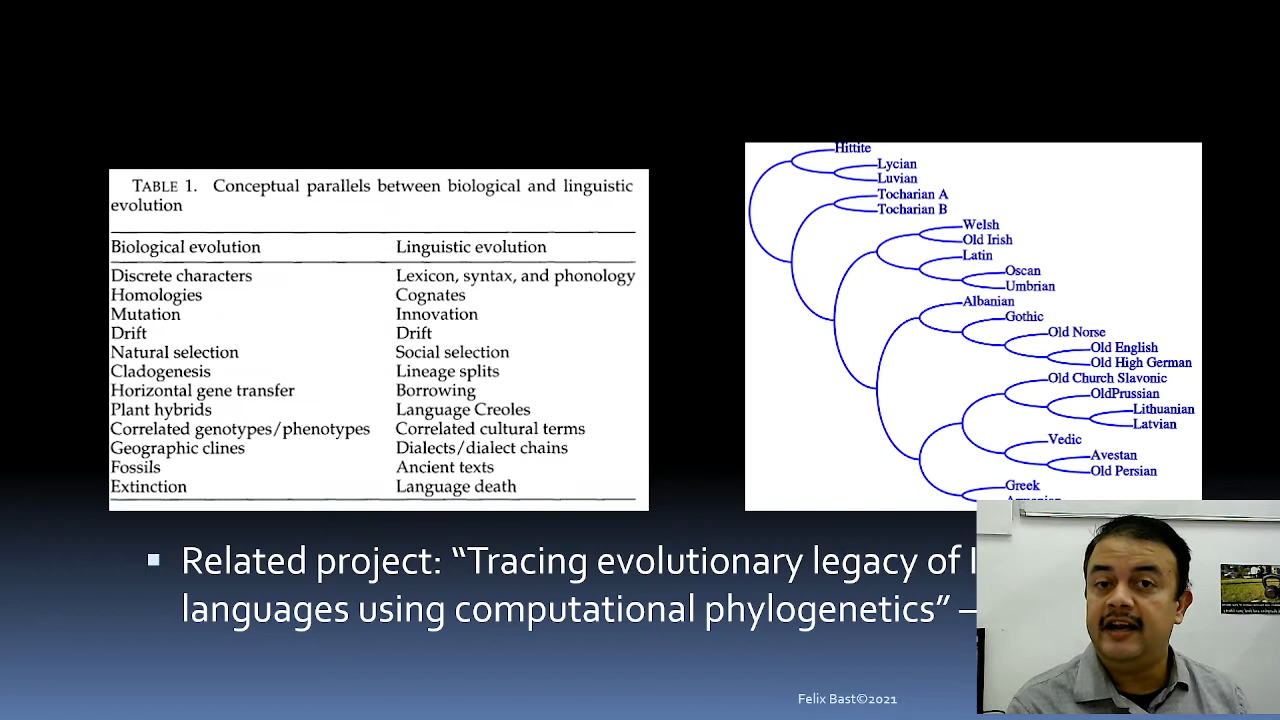 TABLE 1. Conceptual parallels between biological and linguistic
evolution
Biological evolution Linguistic evolution
Discrete characters Lexicon, syntax, and phonology
Homologies Cognates
Mutation Innovation
Drift Drift
Natural selection Social selection
Cladogenesis Lineage splits
Horizontal gene transfer Borrowing
Plant hybrids Language Creoles
Correlated genotypes/phenotypes Correlated cultural terms
Geographic clines Dialects/dialect chains
Fossils Ancient texts
Extinction Language death
Hittite
Lycian
Luvian
Tocharian A
Tocharian B
Welsh
Old Irish
Latin
Oscan
Umbrian
Albanian
Gothic
Old Norse
Old English
Old High German
Old Church Slavonic
OldPrussian
Lithuanian
Latvian
Vedic
Avestan
Old Persian
Greek
Related project: “Tracing evolutionary legacy of
languages using computational phylogenetics” –
Felix Bast©2021